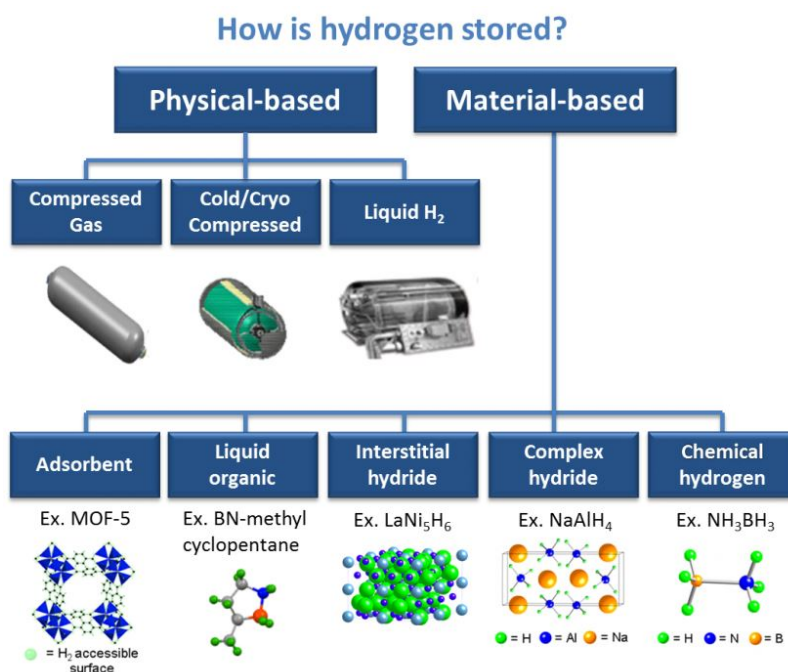 How is hydrogen stored?
Physical-based
Material-based
Compressed
Gas
Cold/Cryo
Compressed
Liquid H₂
Adsorbent
Liquid
organic
Interstitial
hydride
Complex
hydride
Chemical
hydrogen
Ex. MOF-5
Ex. BN-methyl
cyclopentane
Ex. LaNi₅H₆
Ex. NaAlH₄
Ex. NH₃BH₃
= H₂ accessible
surface
= H = Al = Na
= H = N = B